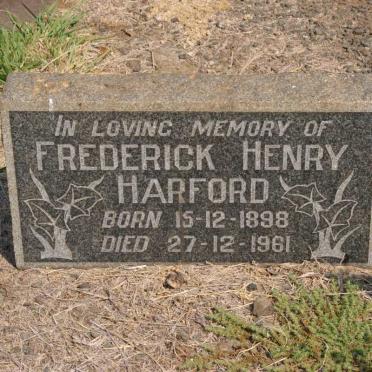 IN LOVING MEMORY OF
FREDERICK HENRY
HARFORD
BORN 15-12-1898
DIED 27-12-1961